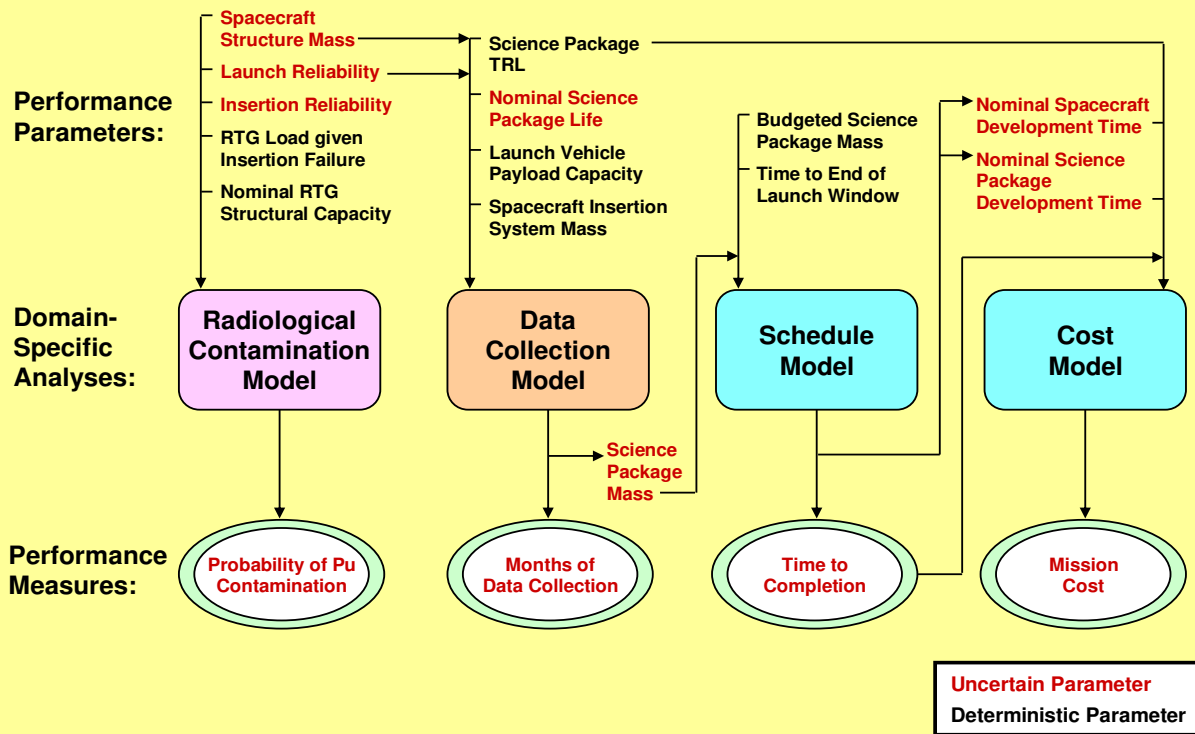 Performance
Parameters:
Spacecraft
Structure Mass
Launch Reliability
Insertion Reliability
RTG Load given
Insertion Failure
Nominal RTG
Structural Capacity
Science Package
TRL
Nominal Science
Package Life
Launch Vehicle
Payload Capacity
Spacecraft Insertion
System Mass
Budgeted Science
Package Mass
Time to End of
Launch Window
Nominal Spacecraft
Development Time
Nominal Science
Package
Development Time
Domain-
Specific
Analyses:
Radiological
Contamination
Model
Data
Collection
Model
Schedule
Model
Cost
Model
Science
Package
Mass
Performance
Measures:
Probability of Pu
Contamination
Months of
Data Collection
Time to
Completion
Mission
Cost
Uncertain Parameter
Deterministic Parameter